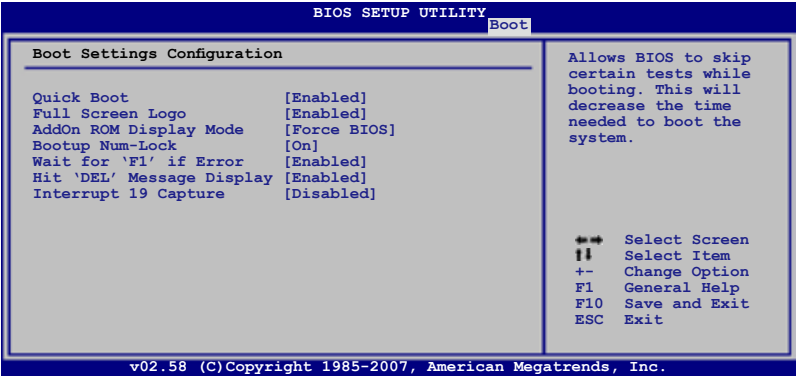 BIOS SETUP UTILITY
Boot
Boot Settings Configuration
Quick Boot [Enabled]
Full Screen Logo [Enabled]
AddOn ROM Display Mode [Force BIOS]
Bootup Num-Lock [On]
Wait for ‘F1’ if Error [Enabled]
Hit ‘DEL’ Message Display [Enabled]
Interrupt 19 Capture [Disabled]
Allows BIOS to skip
certain tests while
booting. This will
decrease the time
needed to boot the
system.
←→ Select Screen
↑↓ Select Item
+- Change Option
F1 General Help
F10 Save and Exit
ESC Exit
v02.58 (C)Copyright 1985-2007, American Megatrends, Inc.